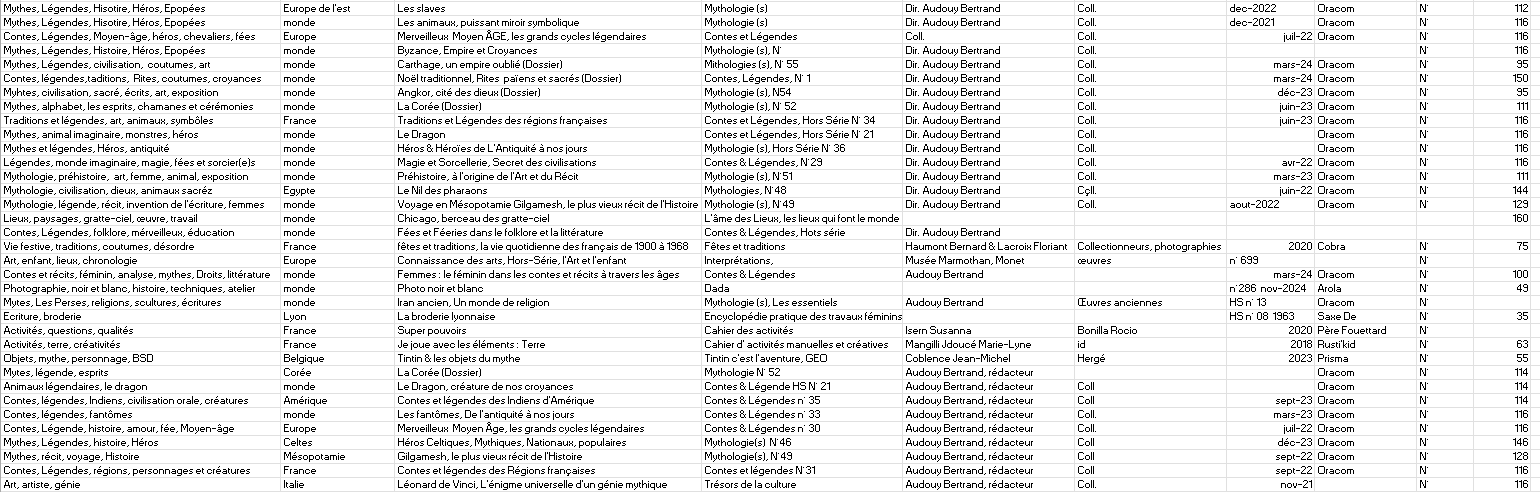 Mythes, Légendes, Hisotire, Héros, Epopées Europe de l'est Les slaves Mythologie (s) Dir. Audouy Bertrand Coll. dec-2022 Oracom N° 112
Mythes, Légendes, Hisotire, Héros, Epopées monde Les animaux, puissant miroir symbolique Mythologie (s) Dir. Audouy Bertrand Coll. dec-2021 Oracom N° 116
Contes, Légendes, Moyen-âge, héros, chevaliers, fées Europe Merveilleux Moyen ÂGE, les grands cycles légendaires Contes et Légendes Coll. Coll. juil-22 Oracom N° 116
Mythes, Légendes, Histoire, Héros, Epopées monde Byzance, Empire et Croyances Mythologie (s), N° Dir. Audouy Bertrand Coll. Oracom N° 116
Mythes, Légendes, civilisation, coutumes, art monde Carthage, un empire oublié (Dossier) Mithologies (s), N° 55 Dir. Audouy Bertrand Coll. mars-24 Oracom N° 95
Contes, légendes,taditions, Rites, coutumes, croyances monde Noël traditionnel, Rites païens et sacrés (Dossier) Contes, Légendes, N° 1 Dir. Audouy Bertrand Coll. mars-24 Oracom N° 150
Myhtes, civilisation, sacré, écrits, art, exposition monde Angkor, cité des dieux (Dossier) Mythologie (s), N54 Dir. Audouy Bertrand Coll. déc-23 Oracom N° 95
Mythes, alphabet, les esprits, chamanes et cérémonies monde La Corée (Dossier) Mythologie (s), N° 52 Dir. Audouy Bertrand Coll. juin-23 Oracom N° 111
Traditions et légendes, art, animaux, symbôles France Traditions et Légendes des régions françaises Contes et Légendes, Hors Série N° 34 Dir. Audouy Bertrand Coll. juin-23 Oracom N° 116
Mythes, animal imaginaire, monstres, héros monde Le Dragon Contes et Légendes, Hors Série N° 21 Dir. Audouy Bertrand Coll. Oracom N° 116
Mythes et légendes, Héros, antiquité monde Héros & Héroïes de L'Antiquité à nos jours Mythologie (s), Hors Série N° 36 Dir. Audouy Bertrand Coll. Oracom N° 116
Légendes, monde imaginaire, magie, fées et sorcier(e)s monde Magie et Sorcellerie, Secret des civilisations Contes & Légendes, N°29 Dir. Audouy Bertrand Coll. avr-22 Oracom N° 116
Mythologie, préhistoire, art, femme, animal, exposition monde Préhistoire, à l'origine de l'Art et du Récit Mythologie (s), N°51 Dir. Audouy Bertrand Coll. mars-23 Oracom N° 111
Mythologie, civilisation, dieux, animaux sacréz Egypte Le Nil des pharaons Mythologies, N°48 Dir. Audouy Bertrand Cçll. juin-22 Oracom N° 144
Mythologie, légende, récit, invention de l'écriture, femmes monde Voyage en Mésopotamie Gilgamesh, le plus vieux récit de l'Histoire Mythologie (s), N°49 Dir. Audouy Bertrand Coll. aout-2022 Oracom N° 129
Lieux, paysages, gratte-ciel, œuvre, travail monde Chicago, berceau des gratte-ciel L'âme des Lieux, les lieux qui font le monde 160
Contes, Légendes, folklore, mérveilleux, éducation monde Fées et Féeries dans le folklore et la littérature Contes & Légendes, Hots série Dir. Audouy Bertrand
Vie festive, traditions, coutumes, désordre France fêtes et traditions, la vie quotidienne des français de 1900 à 1968 Fêtes et traditions Haumont Bernard & Lacroix Floriant Collectionneurs, photographies 2020 Cobra N° 75
Art, enfant, lieux, chronologie Europe Connaissance des arts, Hors-Série, l'Art et l'enfant Interprétations, Musée Marmothan, Monet œuvres n° 699 N°
Contes et récits, féminin, analyse, mythes, Droits, littérature monde Femmes : le féminin dans les contes et récits à travers les âges Contes & Légendes Audouy Bertrand mars-24 Oracom N° 100
Photographie, noir et blanc, histoire, techniques, atelier monde Photo noir et blanc Dada n°286 nov-2024 Arola N° 49
Mytes, Les Perses, religions, scultures, écritures monde Iran ancien, Un monde de religion Mythologie (s), Les essentiels Audouy Bertrand Œuvres anciennes HS n° 13 Oracom N°
Ecriture, broderie Lyon La broderie lyonnaise Encyclopédie pratique des travaux féminins HS n° 08 1963 Saxe De N° 35
Activités, questions, qualités France Super pouvoirs Cahier des activités Isern Susanna Bonilla Rocio 2020 Père Fouettard N°
Activités, terre, créativités France Je joue avec les éléments : Terre Cahier d' activités manuelles et créatives Mangilli Jdoucé Marie-Lyne id 2018 Rusti'kid N° 63
Objets, mythe, personnage, BSD Belgique Tintin & les objets du mythe Tintin c'est l'aventure, GEO Coblence Jean-Michel Hergé 2023 Prisma N° 55
Mytes, légende, esprits Corée La Corée (Dossier) Mythologie N° 52 Audouy Bertrand, rédacteur Oracom N° 114
Animaux légendaires, le dragon monde Le Dragon, créature de nos croyances Contes & Légende HS N° 21 Audouy Bertrand, rédacteur Coll Oracom N° 114
Contes, légendes, Indiens, civilisation orale, créatures Amérique Contes et légendes des Indiens d'Amérique Contes & Légendes n° 35 Audouy Bertrand, rédacteur Coll sept-23 Oracom N° 114
Contes, légendes, fantômes monde Les fantômes, De l'antiquité à nos jours Contes & Légendes n° 33 Audouy Bertrand, rédacteur Coll. mars-23 Oracom N° 116
Contes, Légende, histoire, amour, fée, Moyen-âge Europe Merveilleux Moyen Âge, les grands cycles légendaires Contes & Légendes n° 30 Audouy Bertrand, rédacteur Coll. juil-22 Oracom N° 116
Mythes, Légendes, histoire, Héros Celtes Héros Celtiques, Mythiques, Nationaux, populaires Mythologie(s) N°46 Audouy Bertrand, rédacteur Coll déc-23 Oracom N° 146
Mythes, récit, voyage, Histoire Mésopotamie Gilgamesh, le plus vieux récit de l'Histoire Mythologie(s), N°49 Audouy Bertrand, rédacteur Coll sept-22 Oracom N° 128
Contes, Légendes, régions, personnages et créatures France Contes et légendes des Régions françaises Contes et légendes N°31 Audouy Bertrand, rédacteur Coll sept-22 Oracom N° 116
Art, artiste, génie Italie Léonard de Vinci, L'énigme universelle d'un génie mythique Trésors de la culture Audouy Bertrand, rédacteur Coll. nov-21 N° 116